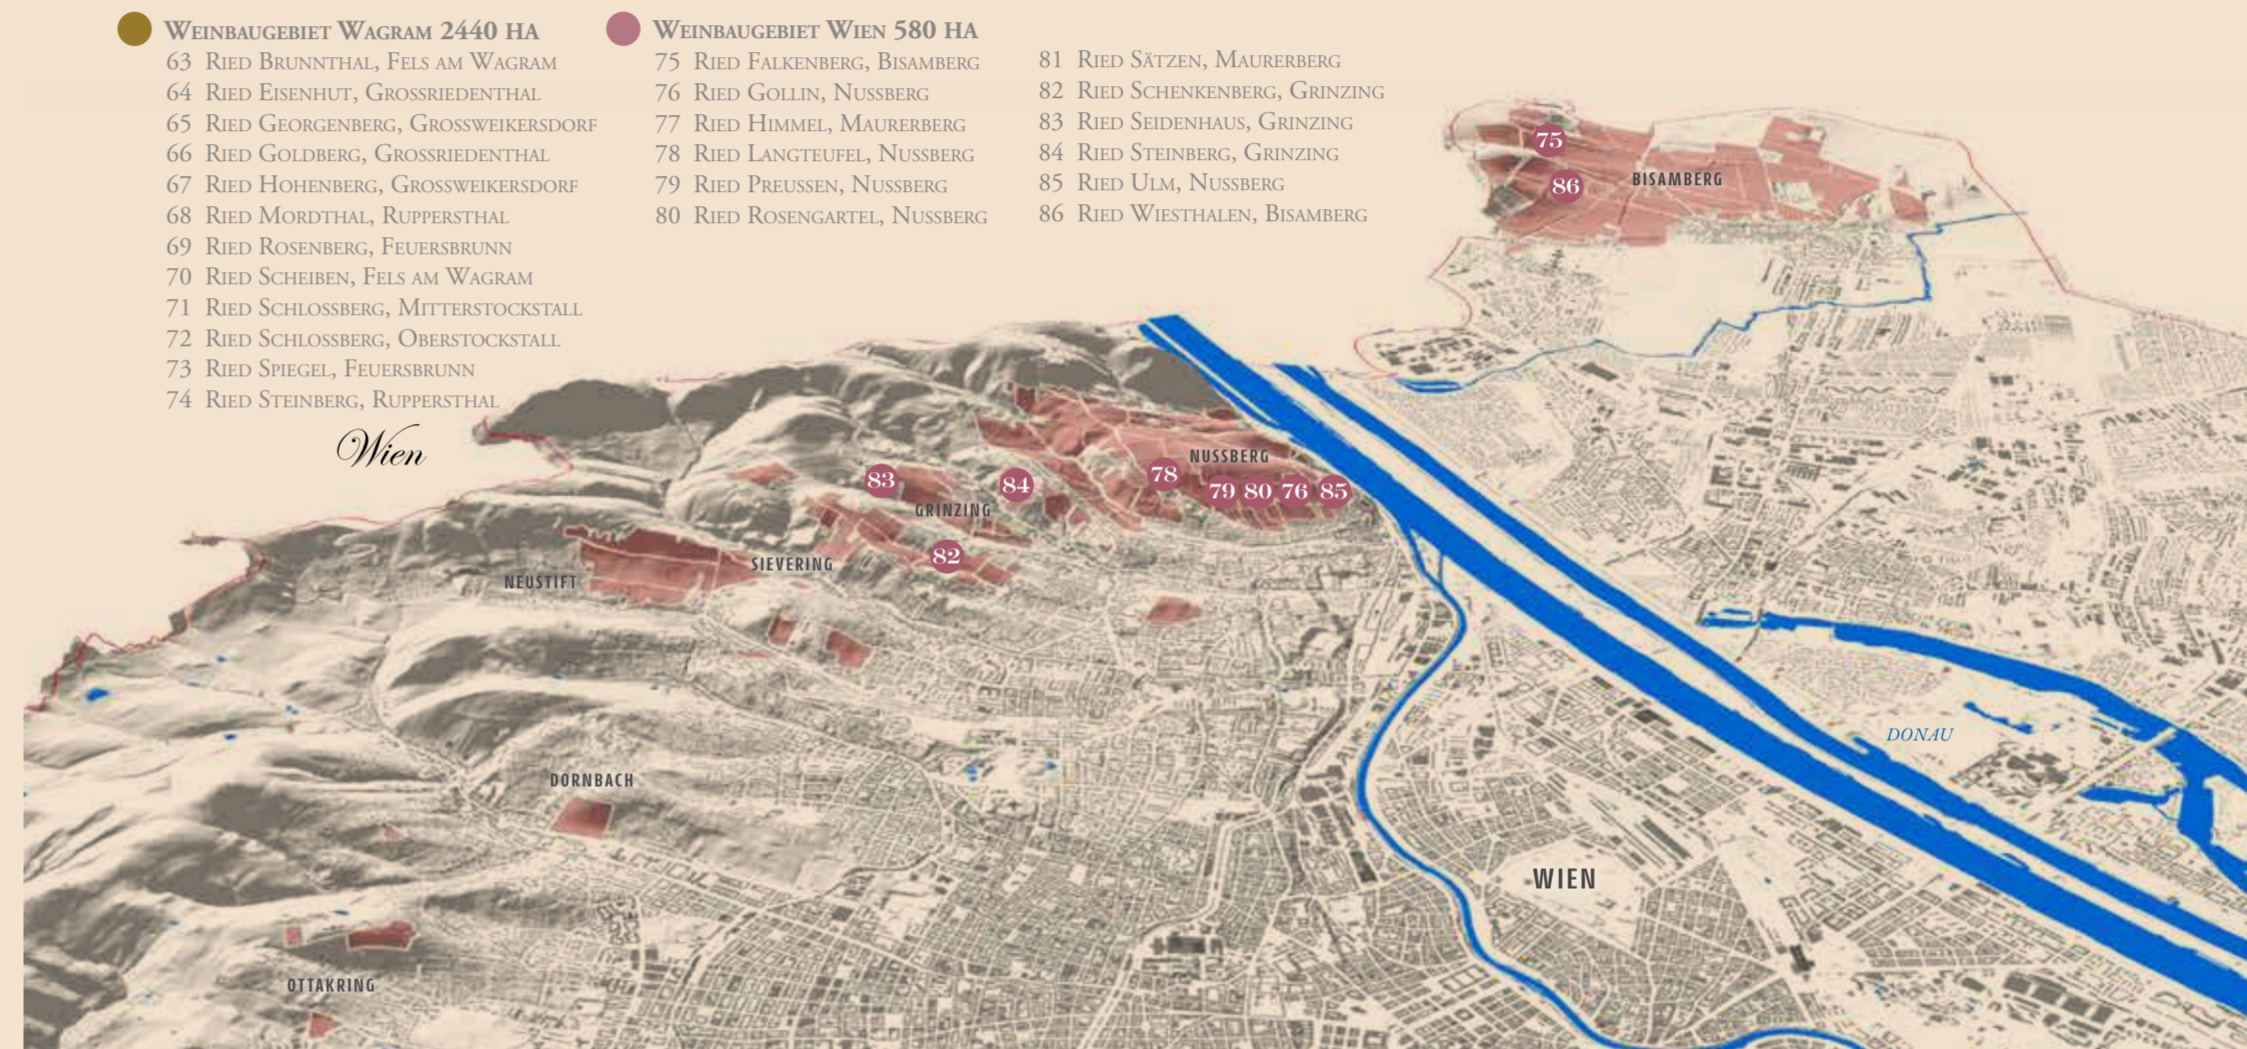 Weinbaugebiet Wagram 2440 ha
63 Ried Brunnthal, Fels am Wagram
64 Ried Eisenhut, Grossriedenthal
65 Ried Georgenberg, Grossweikersdorf
66 Ried Goldberg, Grossriedenthal
67 Ried Hohenberg, Grossweikersdorf
68 Ried Mordthal, Ruppersthal
69 Ried Rosenberg, Feuersbrunn
70 Ried Scheiben, Fels am Wagram
71 Ried Schlossberg, Mitterstockstall
72 Ried Schlossberg, Oberstockstall
73 Ried Spiegel, Feuersbrunn
74 Ried Steinberg, Ruppersthal
Weinbaugebiet Wien 580 ha
75 Ried Falkenberg, Bisamberg
76 Ried Gollin, Nussberg
77 Ried Himmel, Maurerberg
78 Ried Langteufel, Nussberg
79 Ried Preussen, Nussberg
80 Ried Rosengartel, Nussberg
81 Ried Sätzen, Maurerberg
82 Ried Schenkenberg, Grinzing
83 Ried Seidenhaus, Grinzing
84 Ried Steinberg, Grinzing
85 Ried Ulm, Nussberg
86 Ried Wiesthalen, Bisamberg
Wien
75
86
BISAMBERG
NUSSBERG
83
84
78
79
80
76
85
GRINZING
82
SIEVERING
NEUSTIFT
DONAU
DORNBACH
WIEN
OTTAKRING